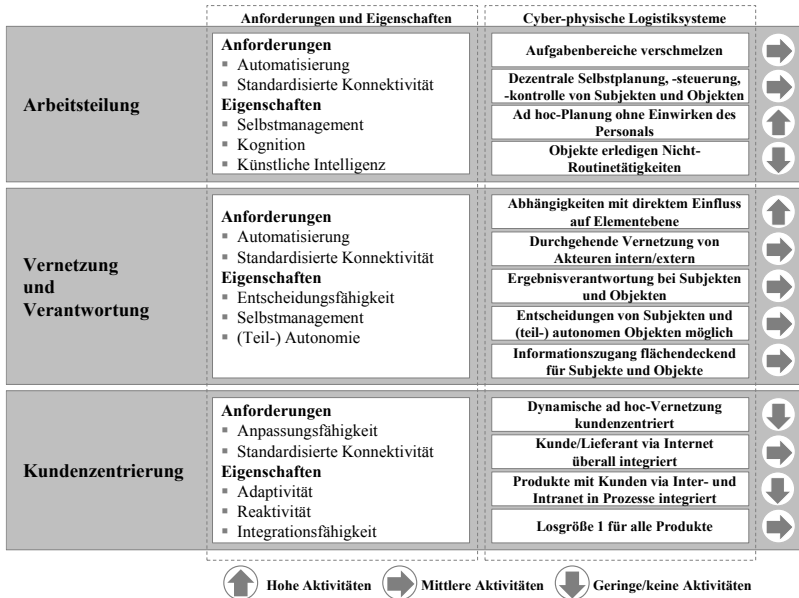 Anforderungen und Eigenschaften
Cyber-physische Logistiksysteme
Arbeitsteilung
Anforderungen
▪ Automatisierung
▪ Standardisierte Konnektivität
Eigenschaften
▪ Selbstmanagement
▪ Kognition
▪ Künstliche Intelligenz
Aufgabenbereiche verschmelzen
Dezentrale Selbstplanung, -steuerung,
-kontrolle von Subjekten und Objekten
Ad hoc-Planung ohne Einwirken des
Personals
Objekte erledigen Nicht-
Routinetätigkeiten
Vernetzung
und
Verantwortung
Anforderungen
▪ Automatisierung
▪ Standardisierte Konnektivität
Eigenschaften
▪ Entscheidungsfähigkeit
▪ Selbstmanagement
▪ (Teil-) Autonomie
Abhängigkeiten mit direktem Einfluss
auf Elementebene
Durchgehende Vernetzung von
Akteuren intern/extern
Ergebnisverantwortung bei Subjekten
und Objekten
Entscheidungen von Subjekten und
(teil-) autonomen Objekten möglich
Informationszugang flächendeckend
für Subjekte und Objekte
Kundenzentrierung
Anforderungen
▪ Anpassungsfähigkeit
▪ Standardisierte Konnektivität
Eigenschaften
▪ Adaptivität
▪ Reaktivität
▪ Integrationsfähigkeit
Dynamische ad hoc-Vernetzung
kundenzentriert
Kunde/Lieferant via Internet
überall integriert
Produkte mit Kunden via Inter- und
Intranet in Prozesse integriert
Losgröße 1 für alle Produkte
Hohe Aktivitäten
Mittlere Aktivitäten
Geringe/keine Aktivitäten